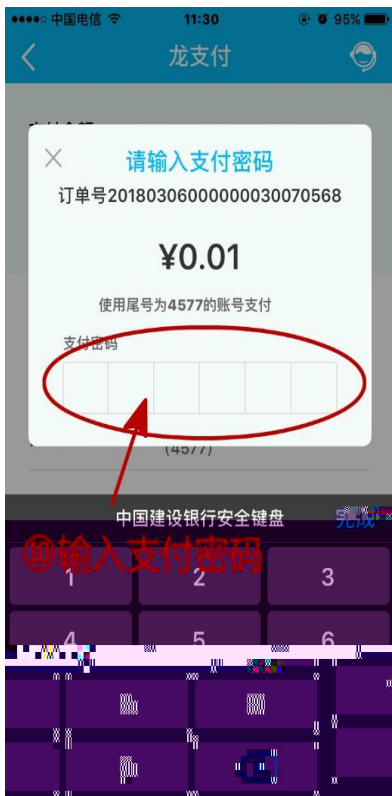 中国电信 11:30 95%
龙支付
请输入支付密码
订单号20180306000000030070568
¥0.01
使用尾号为4577的账号支付
支付密码
(4577)
中国建设银行安全键盘 完成
⑩输入支付密码
1 2 3
4 5 6